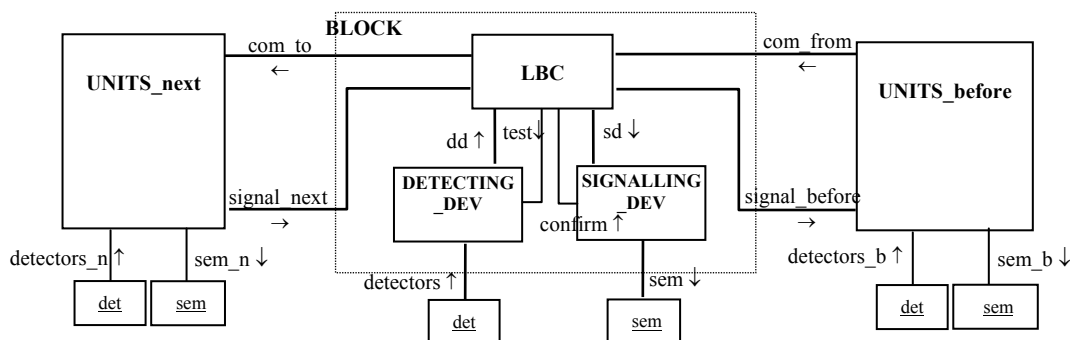 BLOCK
com_to
←
com_from
←
UNITS_next
LBC
UNITS_before
dd ↑
test↓
sd ↓
DETECTING
_DEV
SIGNALLING
_DEV
signal_next
→
confirm ↑
signal_before
→
detectors_n ↑
sem_n ↓
detectors ↑
sem ↓
detectors_b ↑
sem_b ↓
det
sem
det
sem
det
sem